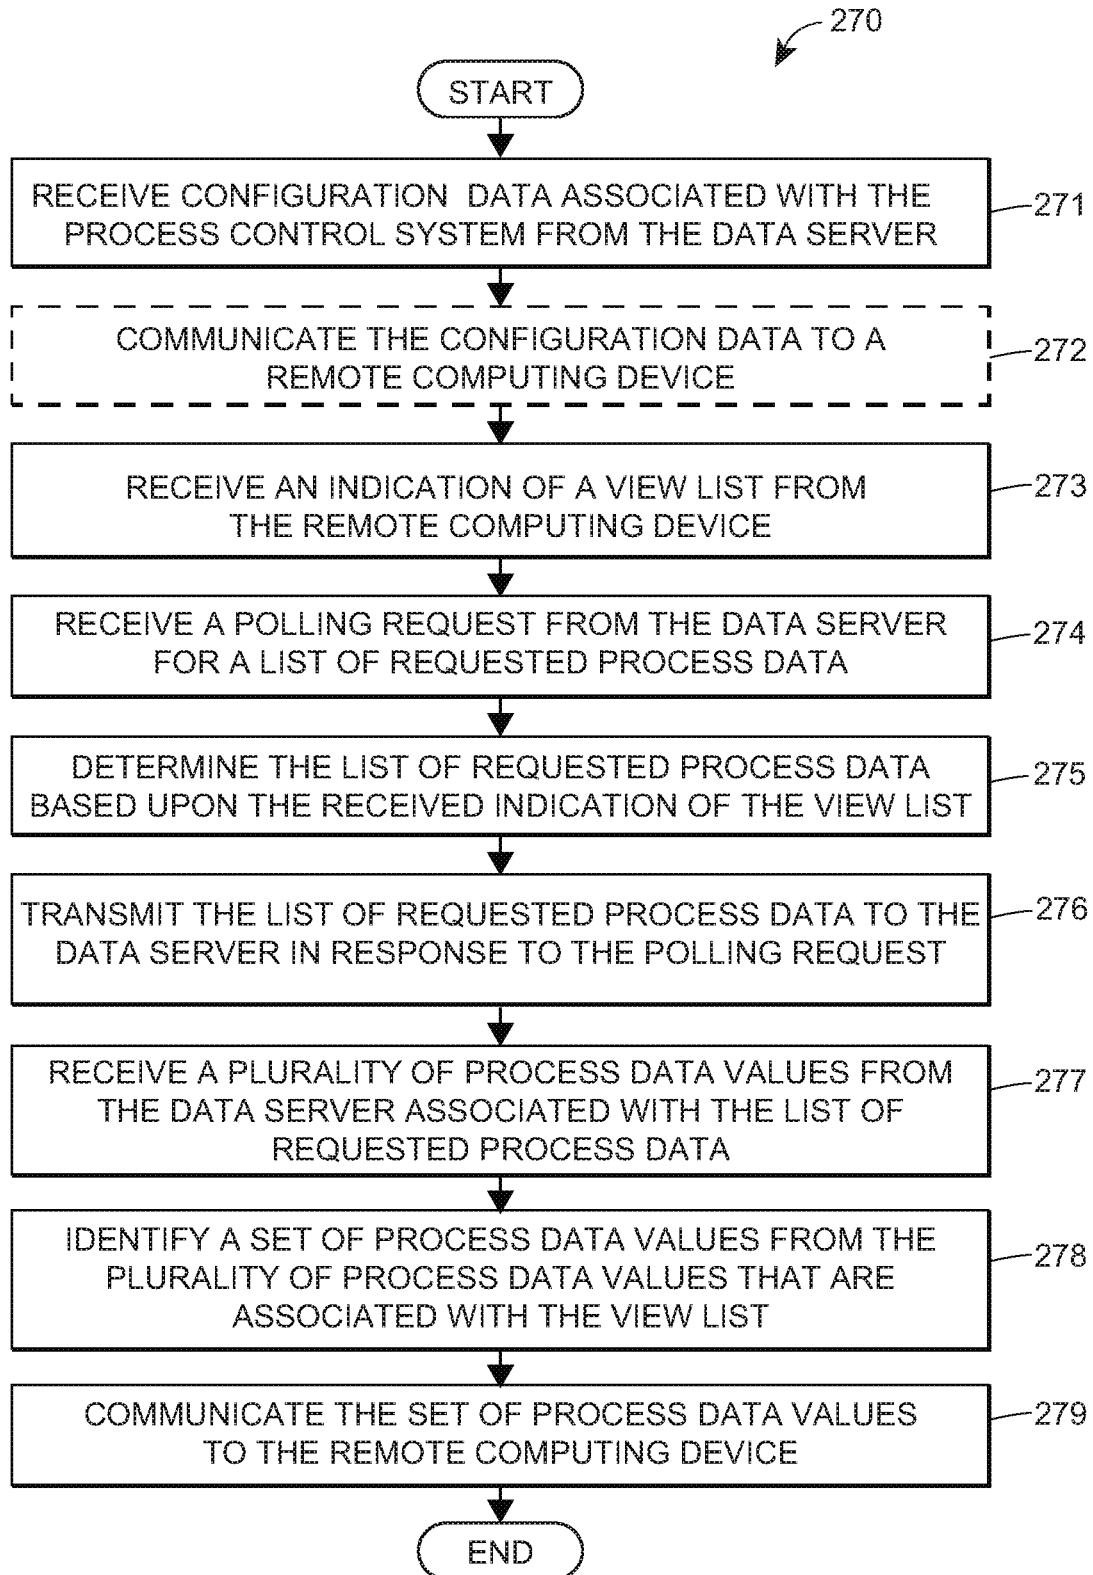 270
START
RECEIVE CONFIGURATION DATA ASSOCIATED WITH THE
PROCESS CONTROL SYSTEM FROM THE DATA SERVER
271
COMMUNICATE THE CONFIGURATION DATA TO A
REMOTE COMPUTING DEVICE
272
RECEIVE AN INDICATION OF A VIEW LIST FROM
THE REMOTE COMPUTING DEVICE
273
RECEIVE A POLLING REQUEST FROM THE DATA SERVER
FOR A LIST OF REQUESTED PROCESS DATA
274
DETERMINE THE LIST OF REQUESTED PROCESS DATA
BASED UPON THE RECEIVED INDICATION OF THE VIEW LIST
275
TRANSMIT THE LIST OF REQUESTED PROCESS DATA TO THE
DATA SERVER IN RESPONSE TO THE POLLING REQUEST
276
RECEIVE A PLURALITY OF PROCESS DATA VALUES FROM
THE DATA SERVER ASSOCIATED WITH THE LIST OF
REQUESTED PROCESS DATA
277
IDENTIFY A SET OF PROCESS DATA VALUES FROM THE
PLURALITY OF PROCESS DATA VALUES THAT ARE
ASSOCIATED WITH THE VIEW LIST
278
COMMUNICATE THE SET OF PROCESS DATA VALUES
TO THE REMOTE COMPUTING DEVICE
279
END